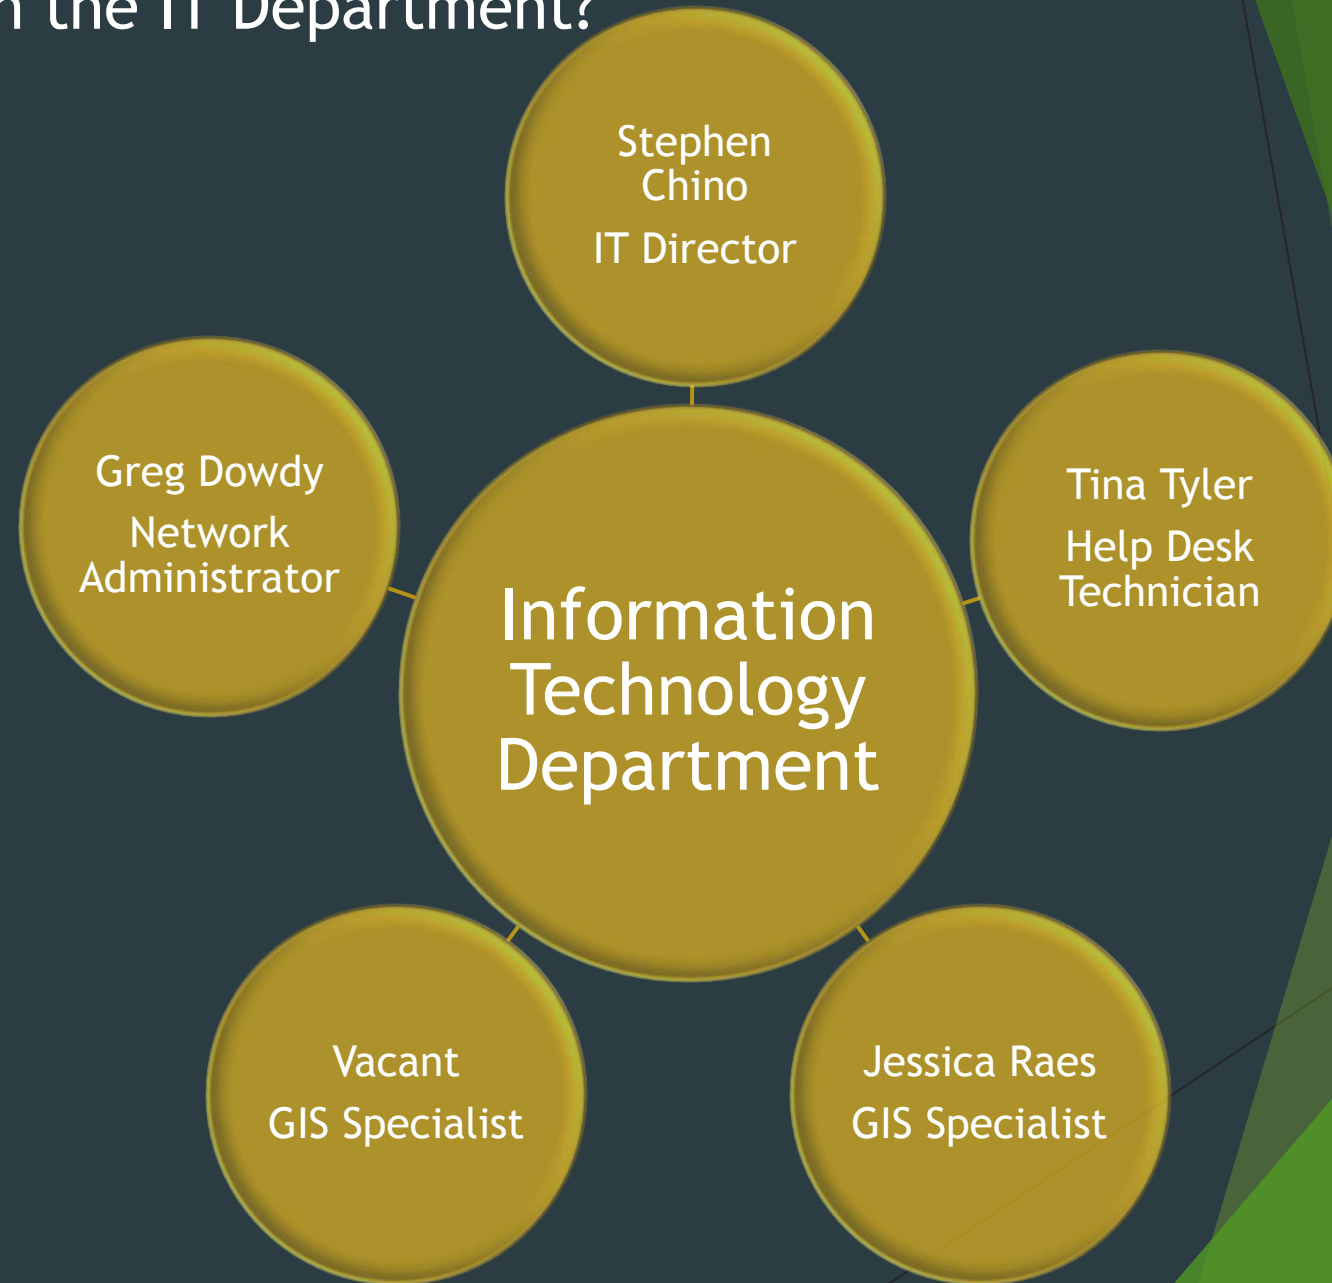 the IT Department?
Stephen
Chino
IT Director
Greg Dowdy
Network
Administrator
Tina Tyler
Help Desk
Technician
Information
Technology
Department
Vacant
GIS Specialist
Jessica Raes
GIS Specialist